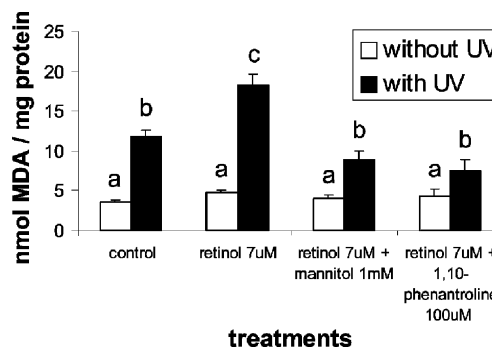 nmol MDA / mg protein
25
20
15
10
5
0
without UV
with UV
a
b
a
c
a
b
a
b
control
retinol 7uM
retinol 7uM +
mannitol 1mM
retinol 7uM +
1,10-
phenantroline
100uM
treatments